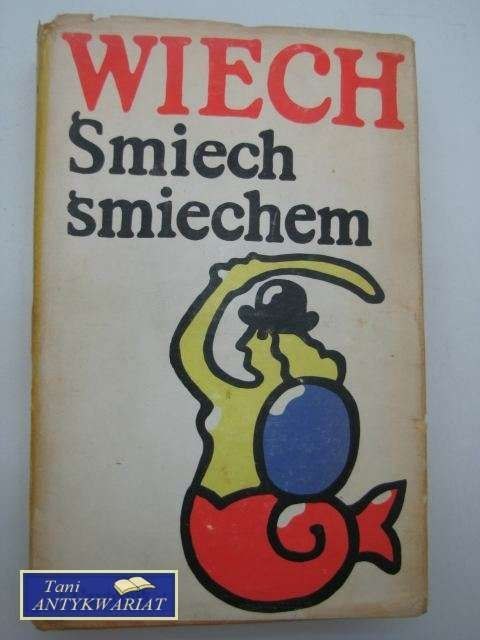 WIECH
Śmiech
śmiechem
Tani
ANTYKWARIAT